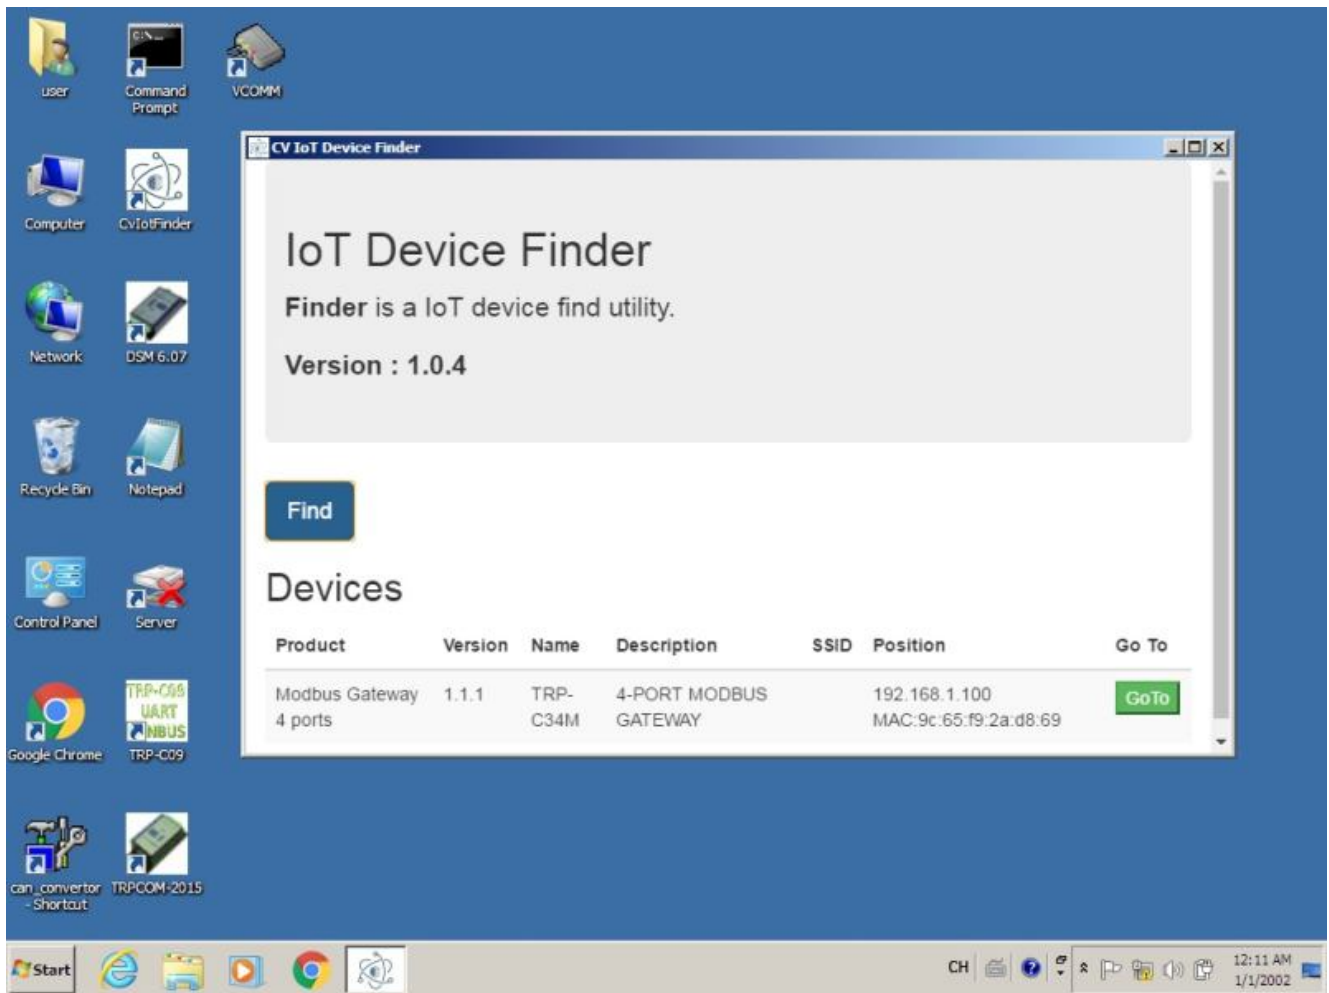 user
Command
Prompt
VCOMM
Computer
CvIotFinder
Network
DSM 6.07
Recycle Bin
Notepad
Control Panel
Server
TRP-C09
Google Chrome
TRP-C09
UART
NBUS
can_convertor
- Shortcut
TRPCOM-2015
CV IoT Device Finder
IoT Device Finder
Finder is a IoT device find utility.
Version : 1.0.4
Find
Devices
Product Version Name Description SSID Position Go To
Modbus Gateway 1.1.1 TRP- 4-PORT MODBUS 192.168.1.100 GoTo
4 ports C34M GATEWAY MAC:9c:65:f9:2a:d8:69
Start
CH
12:11 AM
1/1/2002